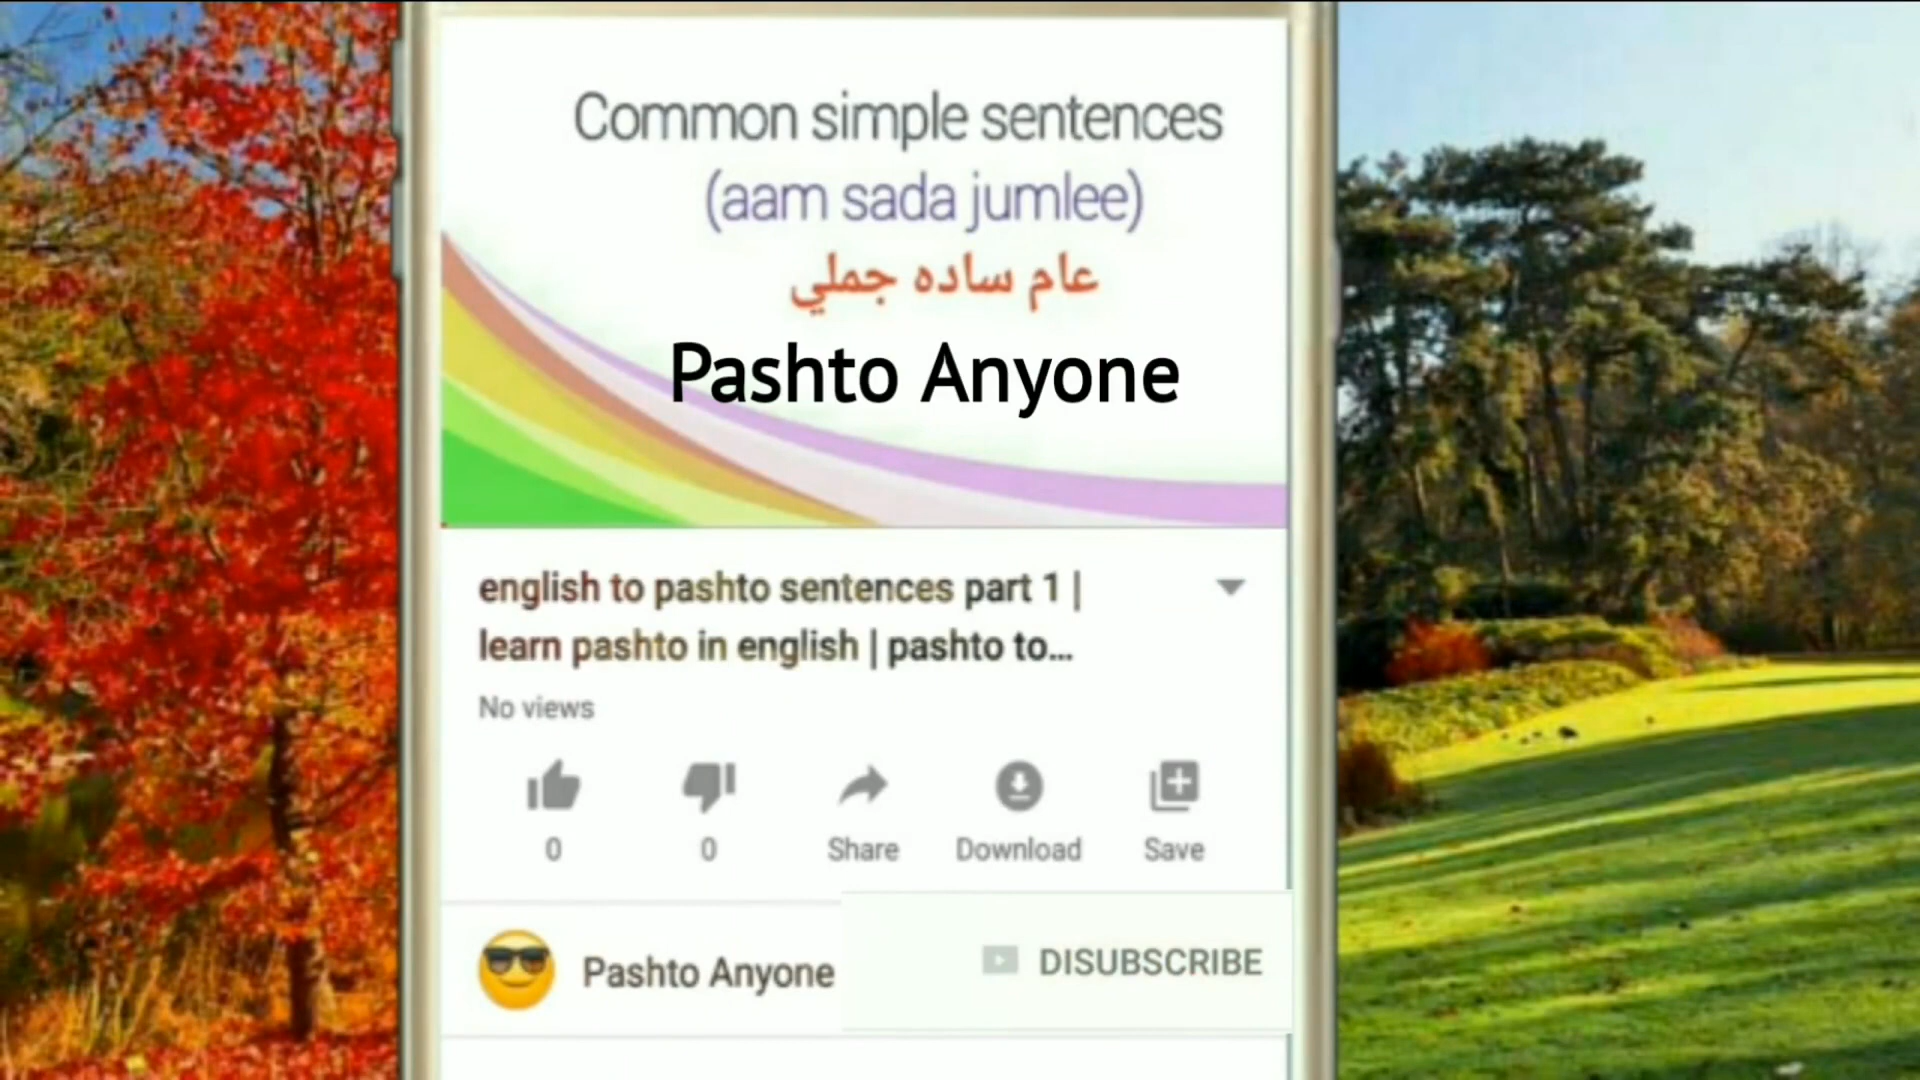 Common simple sentences
(aam sada jumlee)
عام ساده جملي
Pashto Anyone
english to pashto sentences part 1 |
learn pashto in english | pashto to...
No views
0 0 Share Download Save
Pashto Anyone DISUBSCRIBE